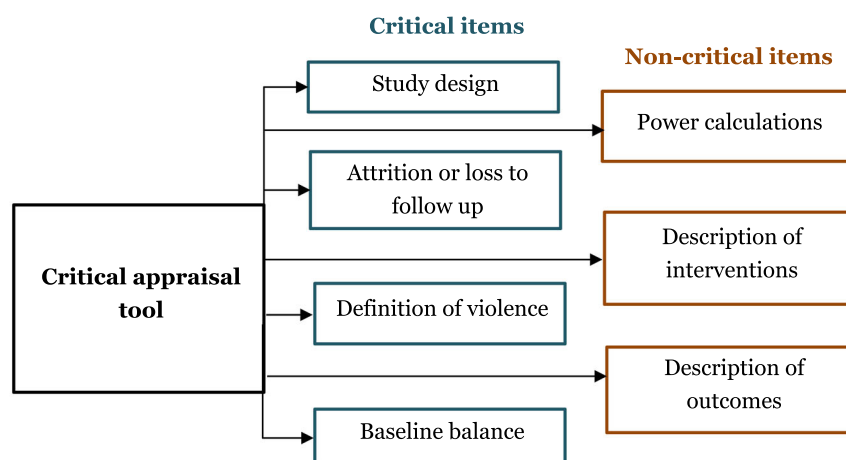 Critical items
Non-critical items
Study design
Power calculations
Attrition or loss to
follow up
Description of
interventions
Critical appraisal
tool
Definition of violence
Description of
outcomes
Baseline balance